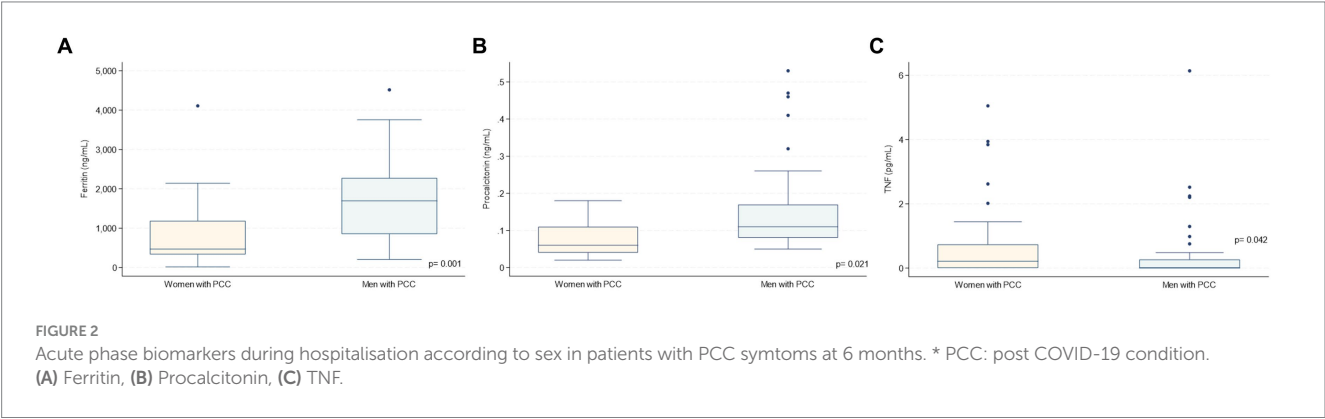 A
B
C
5,000
4,000
3,000
2,000
1,000
0
Ferritin (ng/mL)
Women with PCC
Men with PCC
p= 0.001
.5
.4
.3
.2
.1
0
Procalcitonin (ng/mL)
Women with PCC
Men with PCC
p= 0.021
6
4
2
0
TNF (pg/mL)
Women with PCC
Men with PCC
p= 0.042
FIGURE 2
Acute phase biomarkers during hospitalisation according to sex in patients with PCC symtoms at 6 months. * PCC: post COVID-19 condition.
(A) Ferritin, (B) Procalcitonin, (C) TNF.